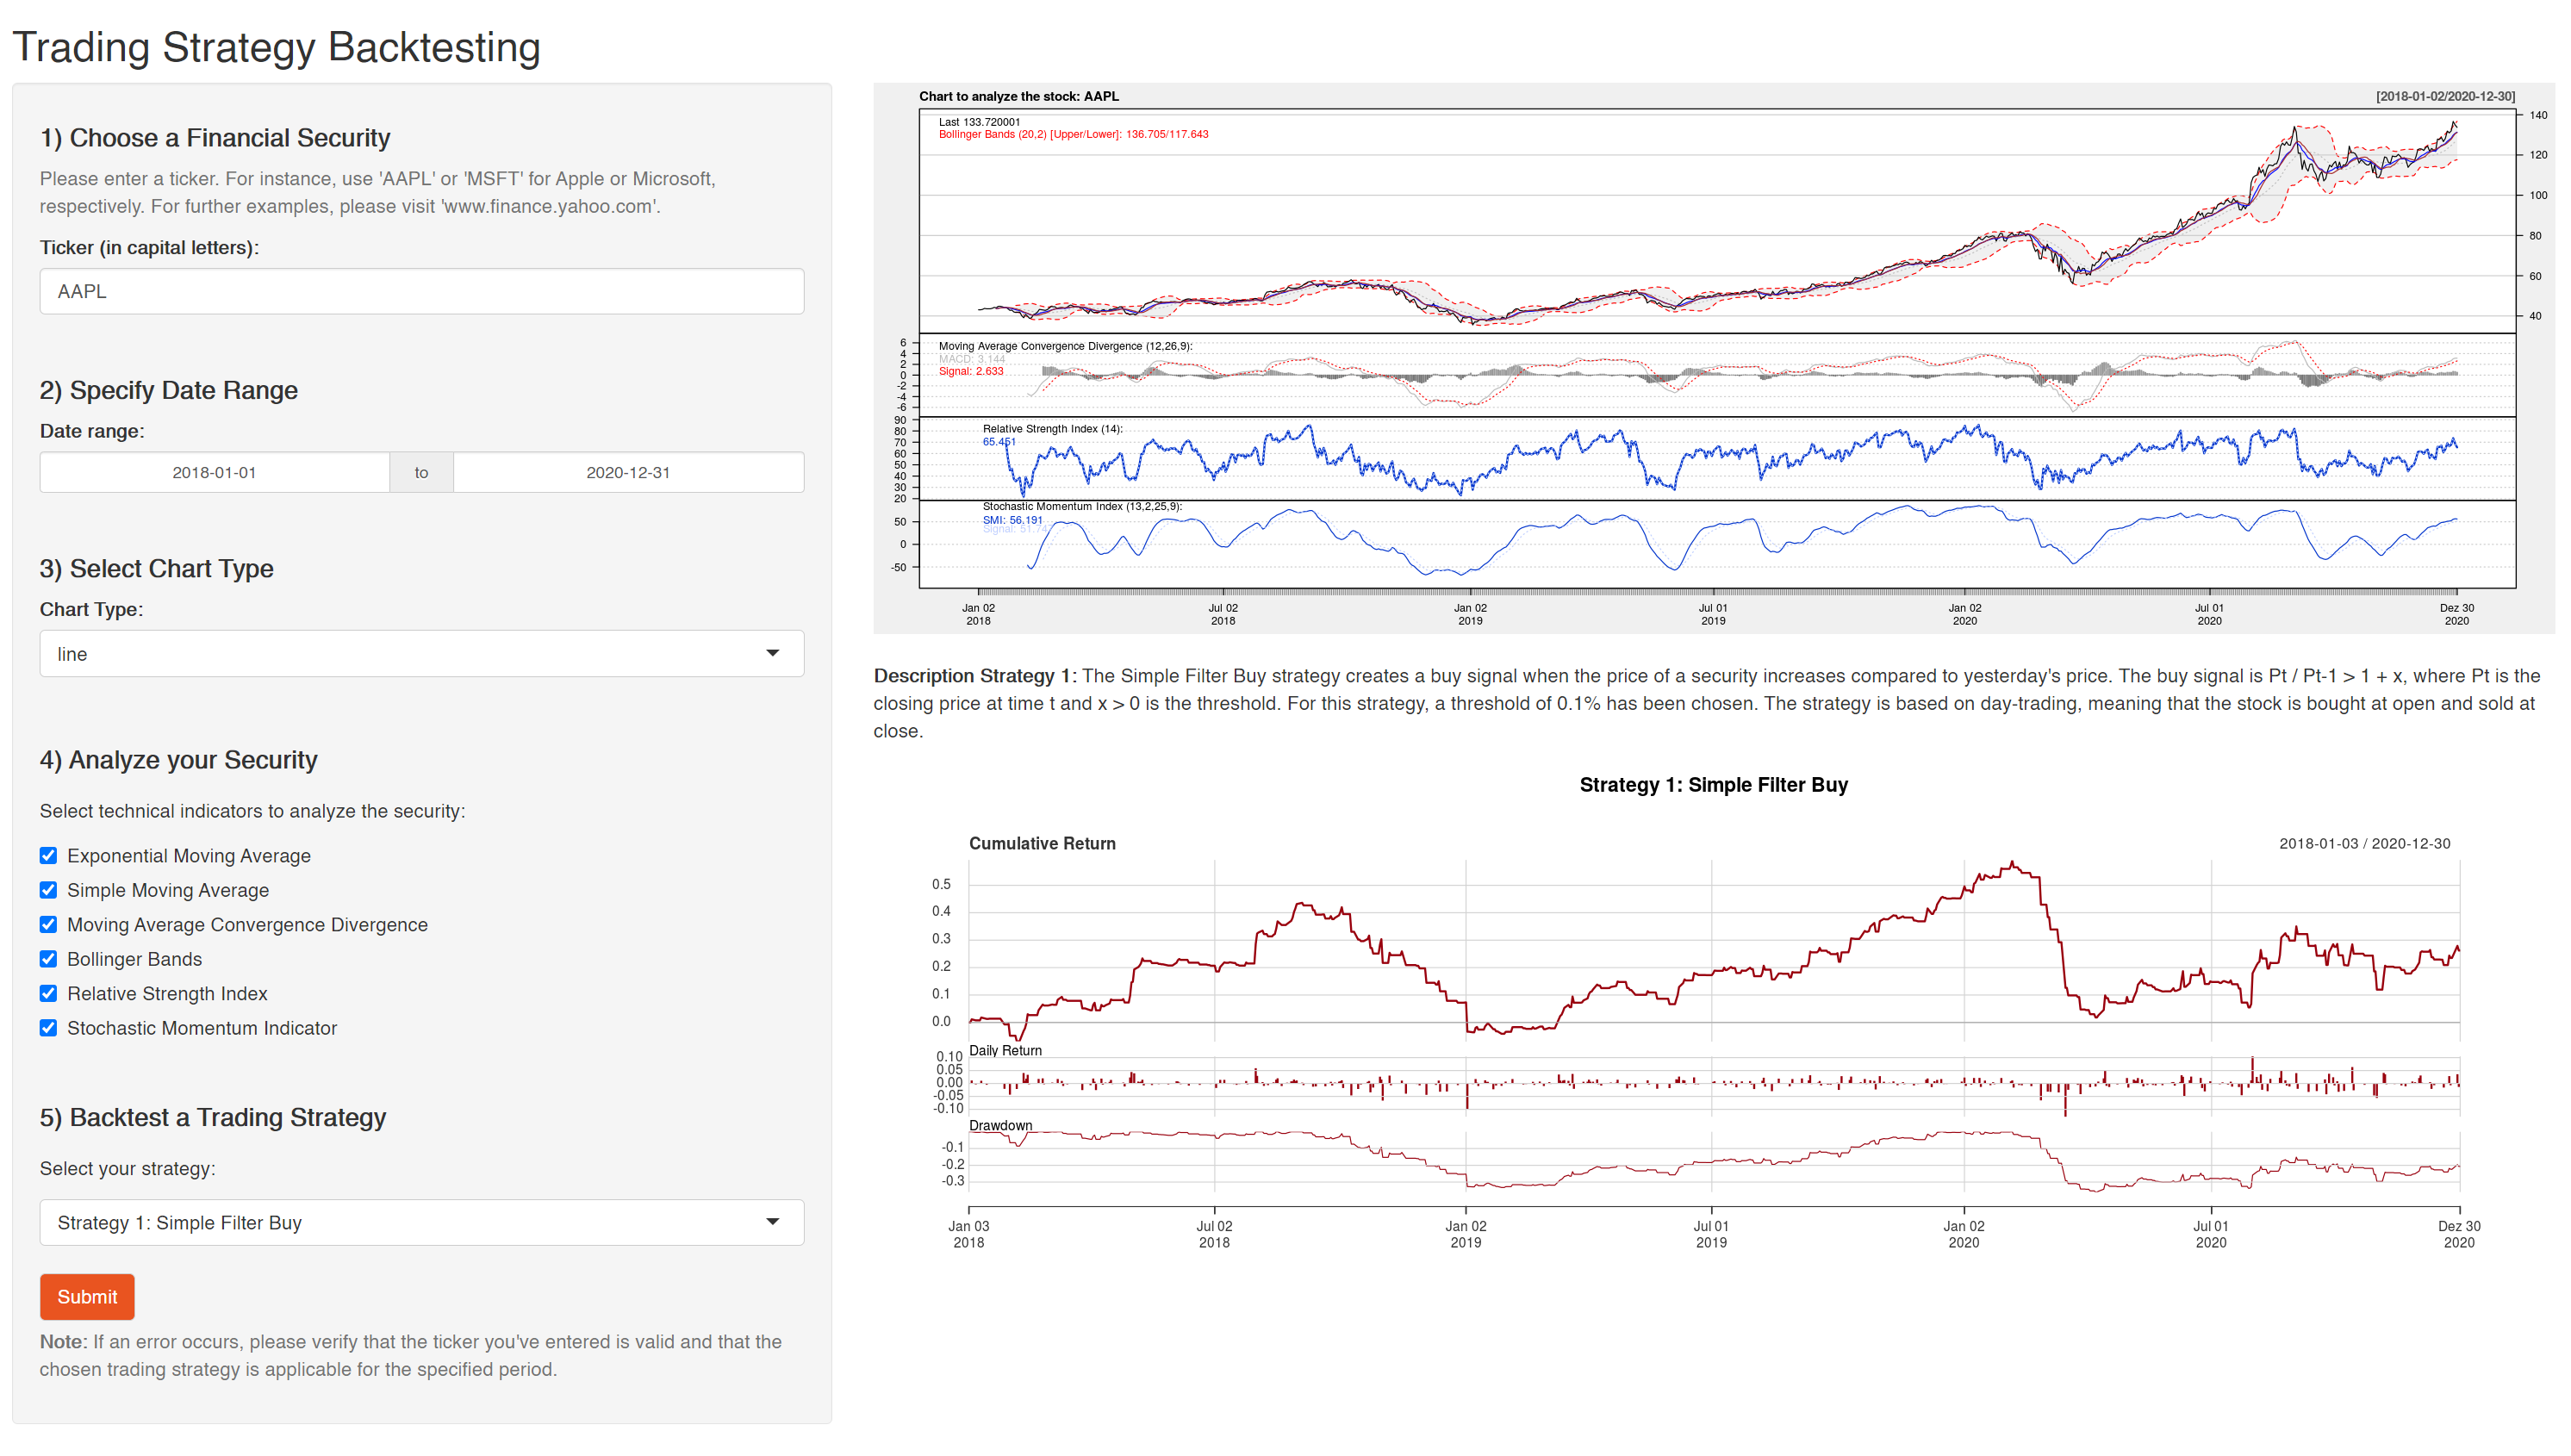 Trading Strategy Backtesting
1) Choose a Financial Security
Please enter a ticker. For instance, use 'AAPL' or 'MSFT' for Apple or Microsoft,
respectively. For further examples, please visit 'www.finance.yahoo.com'.
Ticker (in capital letters):
AAPL
2) Specify Date Range
Date range:
2018-01-01 to 2020-12-31
3) Select Chart Type
Chart Type:
line
4) Analyze your Security
Select technical indicators to analyze the security:
Exponential Moving Average
Simple Moving Average
Moving Average Convergence Divergence
Bollinger Bands
Relative Strength Index
Stochastic Momentum Indicator
5) Backtest a Trading Strategy
Select your strategy:
Strategy 1: Simple Filter Buy
Submit
Note: If an error occurs, please verify that the ticker you've entered is valid and that the
chosen trading strategy is applicable for the specified period.
Chart to analyze the stock: AAPL [2018-01-02/2020-12-30]
Last 133.720001
Bollinger Bands (20,2) [Upper/Lower]: 136.705/117.643
140
120
100
80
60
40
Moving Average Convergence Divergence (12,26,9):
MACD: 3.144
Signal: 2.633
6
4
2
0
-2
-4
-6
Relative Strength Index (14):
65.451
90
80
70
60
50
40
30
20
Stochastic Momentum Index (13,2,25,9):
SMI: 56.191
Signal:
50
0
-50
Jan 02 Jul 02 Jan 02 Jul 01 Jan 02 Jul 01 Dez 30
2018 2018 2019 2019 2020 2020 2020
Description Strategy 1: The Simple Filter Buy strategy creates a buy signal when the price of a security increases compared to yesterday's price. The buy signal is Pt / Pt-1 > 1 + x, where Pt is the
closing price at time t and x > 0 is the threshold. For this strategy, a threshold of 0.1% has been chosen. The strategy is based on day-trading, meaning that the stock is bought at open and sold at
close.
Strategy 1: Simple Filter Buy
Cumulative Return 2018-01-03 / 2020-12-30
0.5
0.4
0.3
0.2
0.1
0.0
Daily Return
0.10
0.05
0.00
-0.05
-0.10
Drawdown
-0.1
-0.2
-0.3
Jan 03 Jul 02 Jan 02 Jul 01 Jan 02 Jul 01 Dez 30
2018 2018 2019 2019 2020 2020 2020